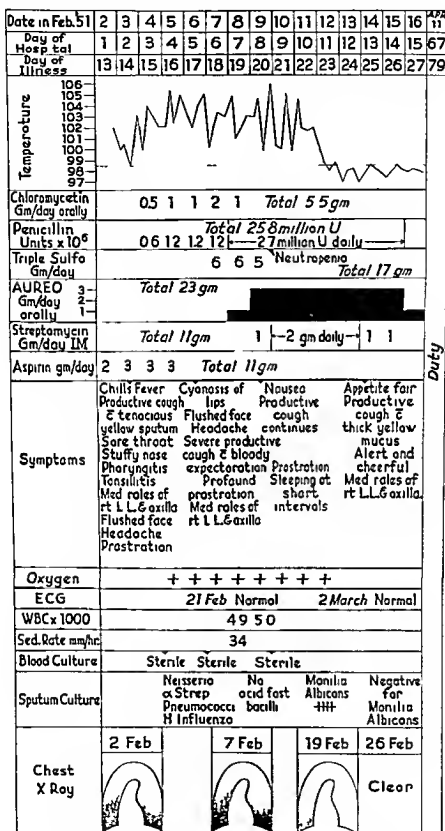 Date in Feb.'51 2 3 4 5 6 7 8 9 10 11 12 13 14 15 16 APR 11
Day of Hospital 1 2 3 4 5 6 7 8 9 10 11 12 13 14 15 67
Day of Illness 13 14 15 16 17 18 19 20 21 22 23 24 25 26 27 79
Temperature
106
105
104
103
102
101
100
99
98
97
Chloromycetin Gm/day orally 0.5 1 1 2 1 Total 5.5 gm
Penicillin Units x 10⁶ Total 25.8 million U
0.6 1.2 1.2 1.2 2.7 million U daily
Triple Sulfa Gm/day 6 6 5 Neutropenia
Total 17 gm
AUREO Gm/day orally 3 2 1 Total 23 gm
Streptomycin Gm/day IM Total 11 gm 1 2 gm daily 1 1
Aspirin gm/day 2 3 3 3 Total 11 gm
Duty
Symptoms
Chills Fever
Productive cough
c̄ tenacious
yellow sputum
Sore throat
Stuffy nose
Pharyngitis
Tonsillitis
Med rales of
rt L.L.& axilla
Flushed face
Headache
Prostration
Cyanosis of
lips
Flushed face
Headache
Severe productive
cough c̄ bloody
expectoration
Profound
prostration
Med rales of
rt L L & axilla
Nausea
Productive
cough
continues
Prostration
Sleeping at
short
intervals
Appetite fair
Productive
cough c̄
thick yellow
mucus
Alert and
cheerful
Med rales of
rt L.L.& axilla
Oxygen + + + + + + + +
ECG 21 Feb Normal 2 March Normal
WBC x 1000 49 50
Sed. Rate mm/hr. 34
Blood Culture Sterile Sterile Sterile
Sputum Culture
Neisseria
α Strep
Pneumococci
H Influenza
No
acid fast
bacilli
Monilia
Albicans
++++
Negative
for
Monilia
Albicans
Chest X Ray
2 Feb 7 Feb 19 Feb 26 Feb
Clear